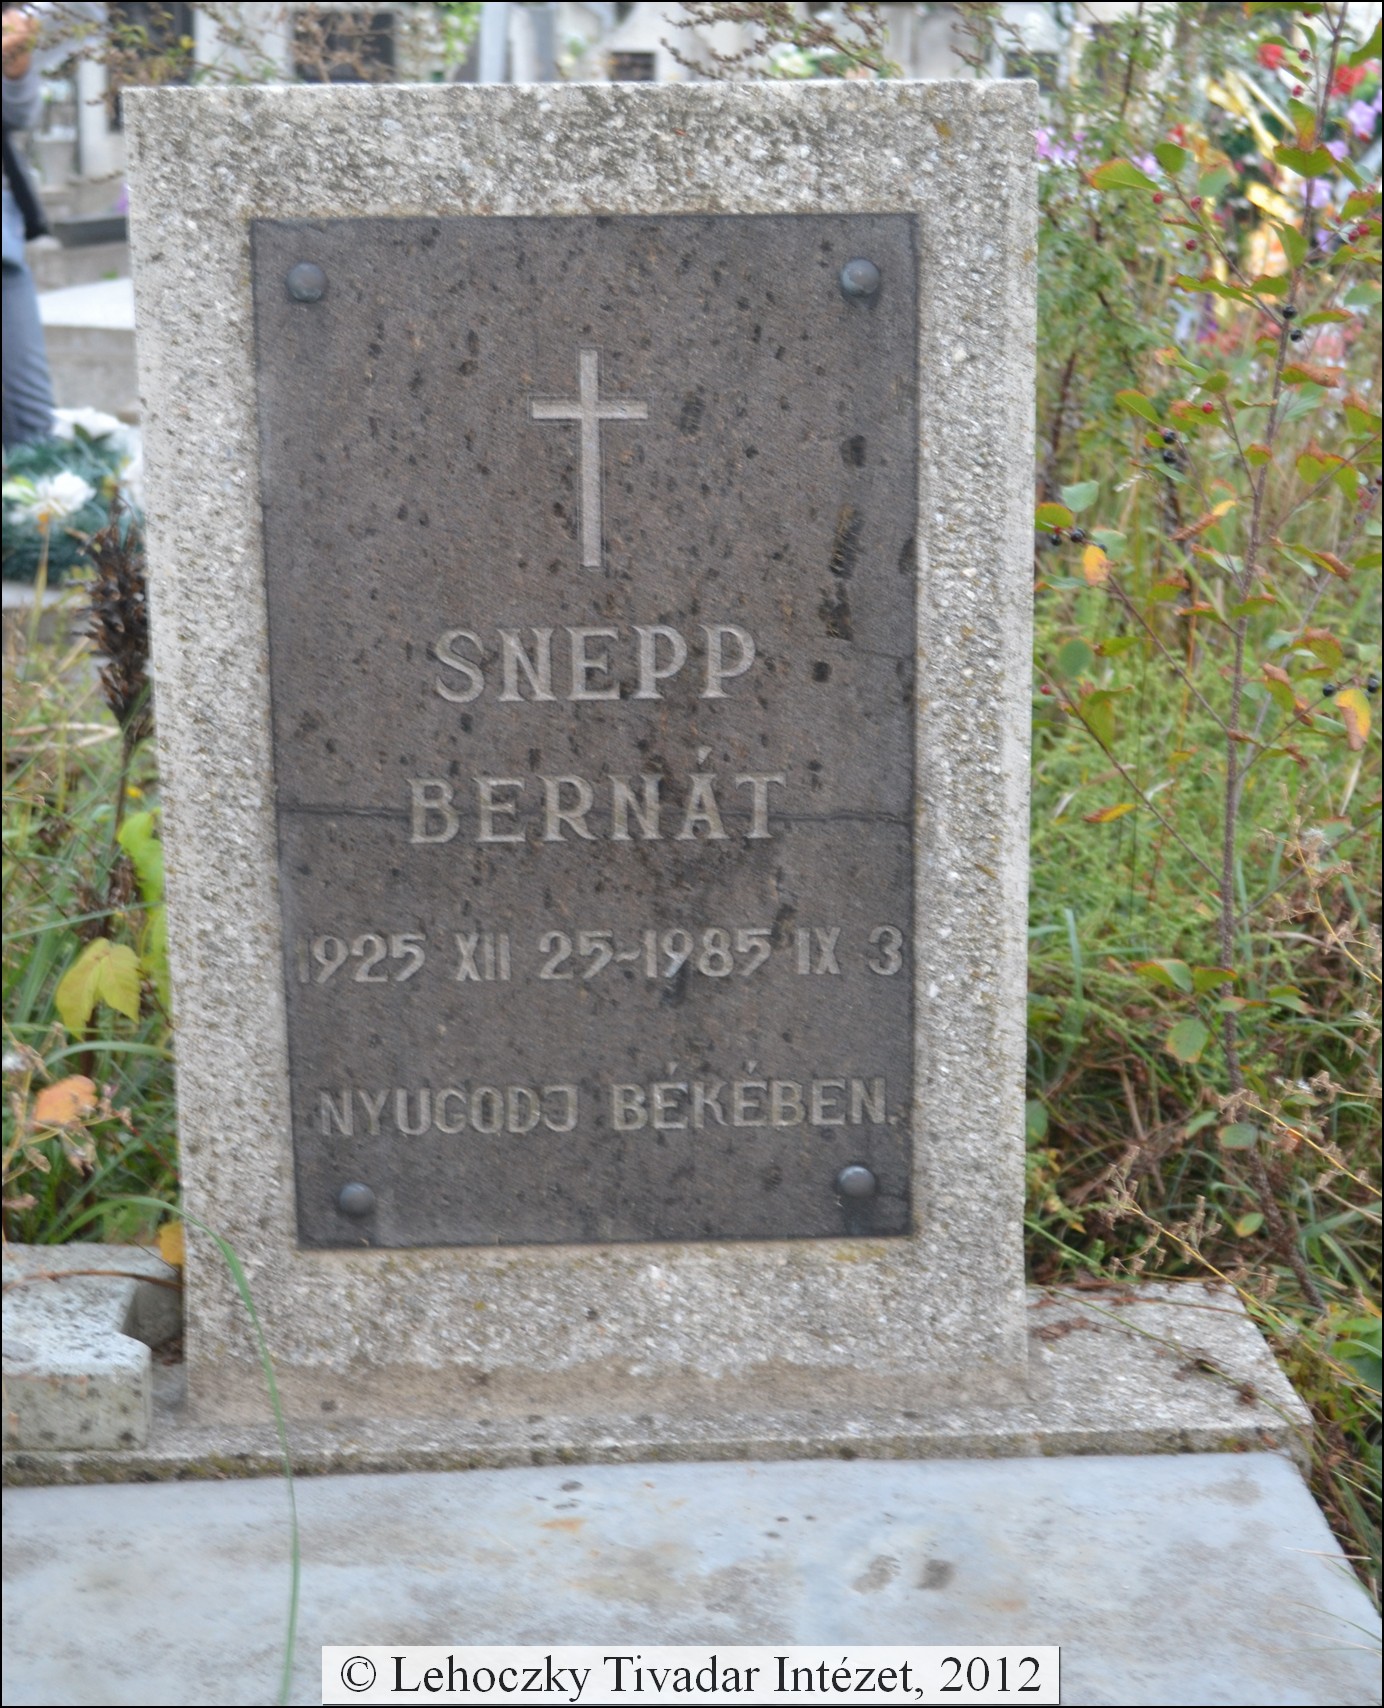 SNEPP
BERNÁT
1925 XII 25-1985 IX 3
NYUGODJ BÉKÉBEN.
© Lehoczky Tivadar Intézet, 2012